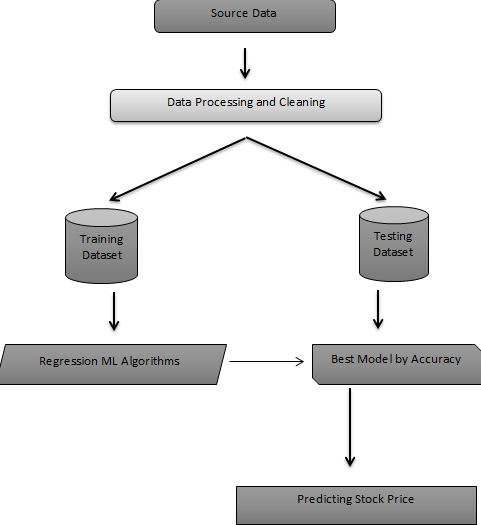 Source Data
Data Processing and Cleaning
Training
Dataset
Testing
Dataset
Regression ML Algorithms
Best Model by Accuracy
Predicting Stock Price